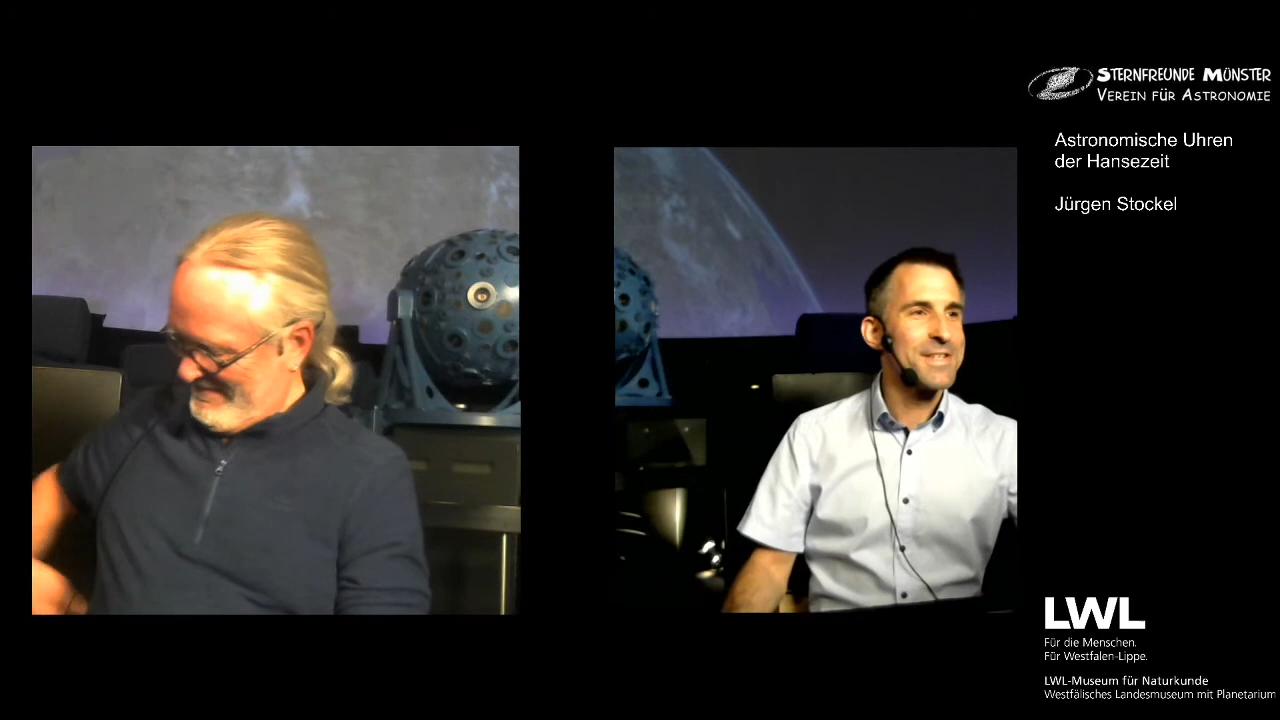 STERNFREUNDE MÜNSTER
VEREIN FÜR ASTRONOMIE
Astronomische Uhren
der Hansezeit
Jürgen Stockel
LWL
Für die Menschen.
Für Westfalen-Lippe.
LWL-Museum für Naturkunde
Westfälisches Landesmuseum mit Planetarium